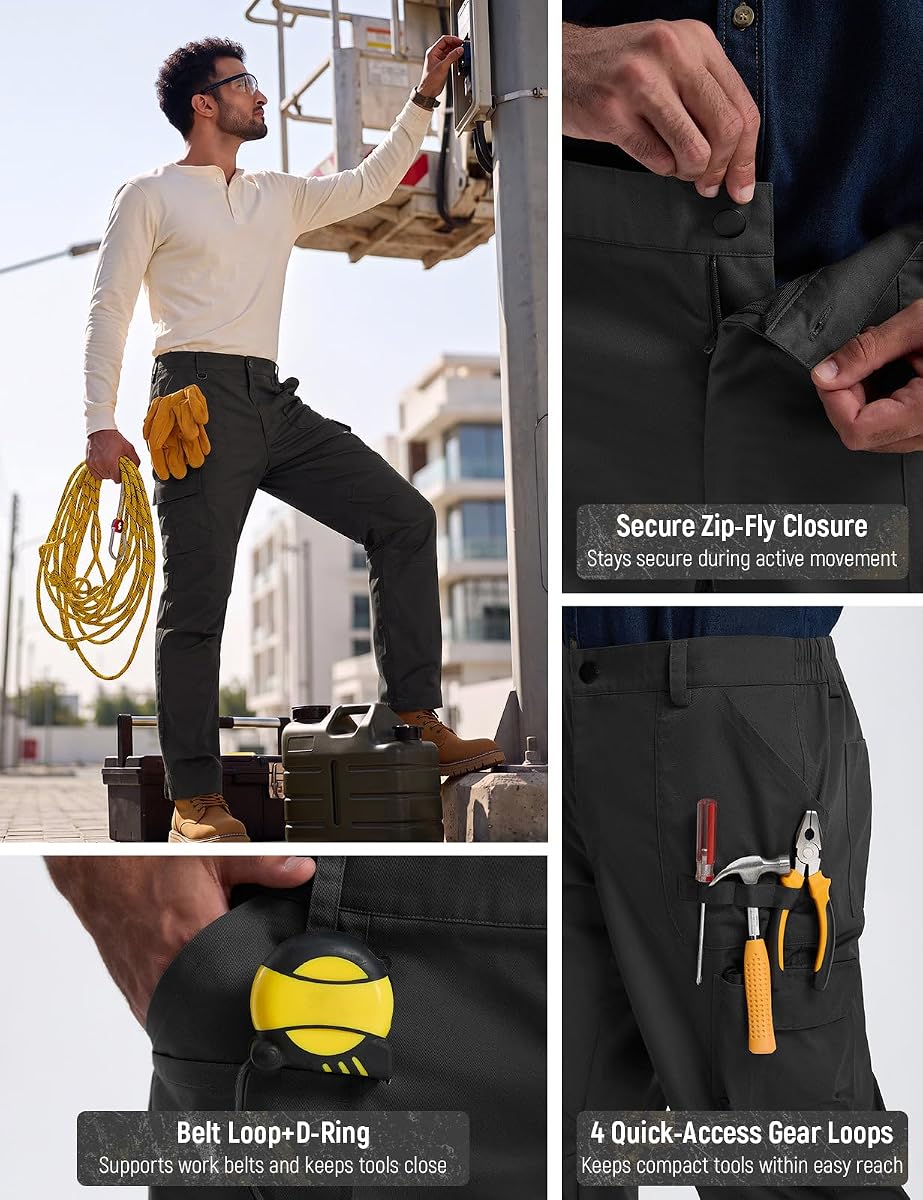 Secure Zip-Fly Closure
Stays secure during active movement
Belt Loop+D-Ring
Supports work belts and keeps tools close
4 Quick-Access Gear Loops
Keeps compact tools within easy reach